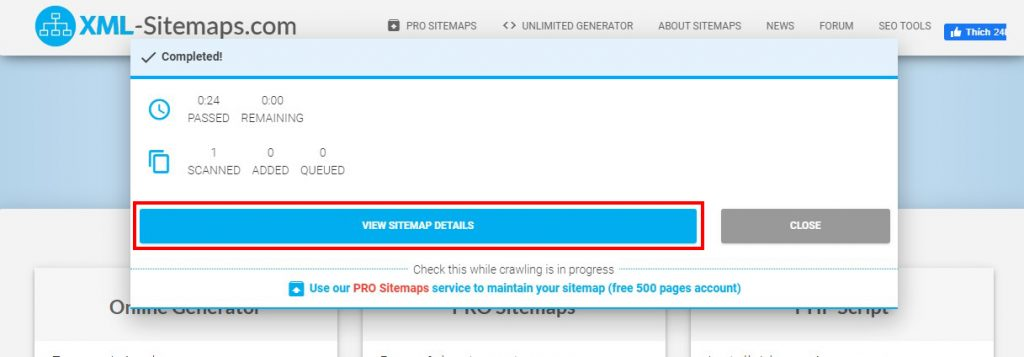 XML-Sitemaps.com
PRO SITEMAPS
<> UNLIMITED GENERATOR
ABOUT SITEMAPS
NEWS
FORUM
SEO TOOLS
Thích 24
Completed!
0:24 0:00
PASSED REMAINING
1 0 0
SCANNED ADDED QUEUED
VIEW SITEMAP DETAILS
CLOSE
Check this while crawling is in progress
Use our PRO Sitemaps service to maintain your sitemap (free 500 pages account)
Online Generator
PRO Sitemaps
PHP Script